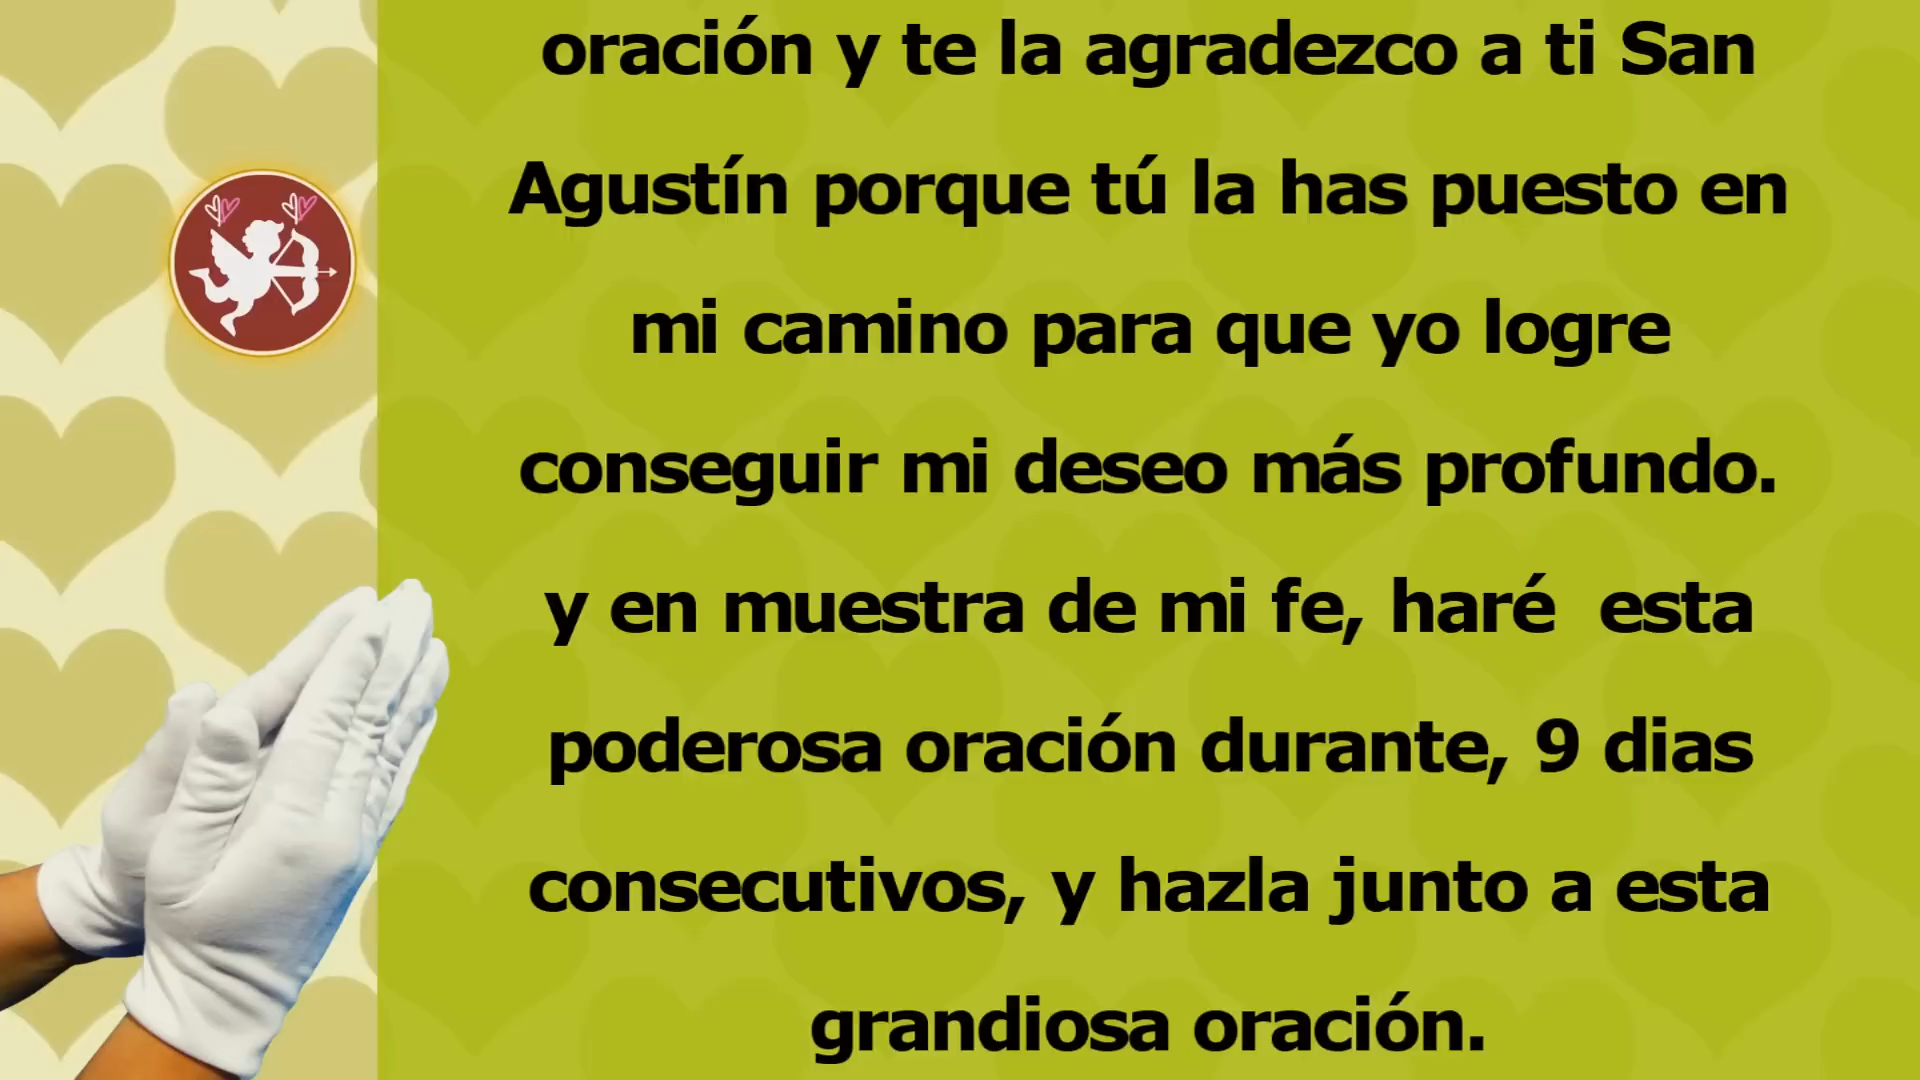 oración y te la agradezco a ti San
Agustín porque tú la has puesto en
mi camino para que yo logre
conseguir mi deseo más profundo.
y en muestra de mi fe, haré  esta
poderosa oración durante, 9 dias
consecutivos, y hazla junto a esta
grandiosa oración.